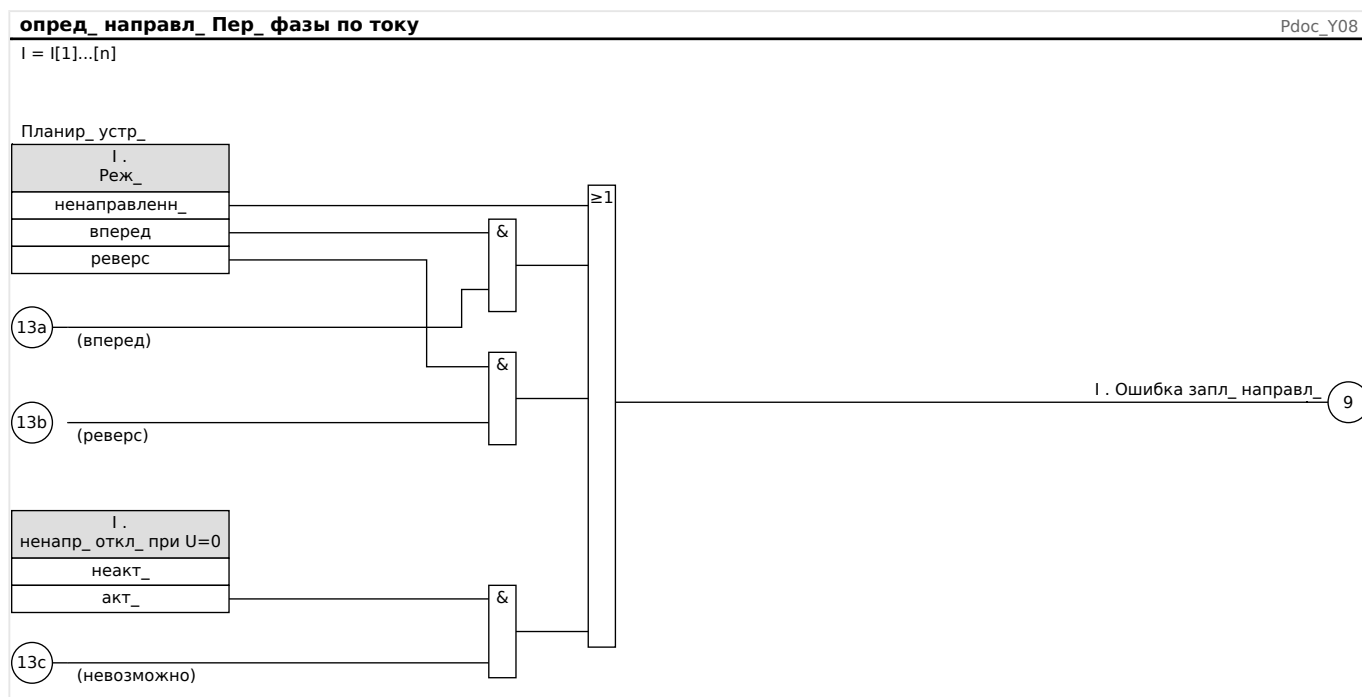 опред_ направл_ Пер_ фазы по току
Pdoc_Y08
I = I[1]...[n]
Планир_ устр_
I .
Реж_
ненаправленн_
вперед
реверс
≥1
&
13a
(вперед)
&
I . Ошибка запл_ направл_
9
13b
(реверс)
I .
ненапр_ откл_ при U=0
неакт_
акт_
&
13c
(невозможно)